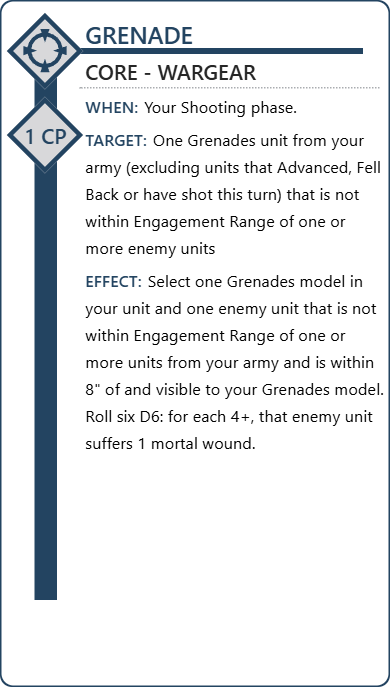 GRENADE
CORE - WARGEAR
1 CP
WHEN: Your Shooting phase.
TARGET: One Grenades unit from your
army (excluding units that Advanced, Fell
Back or have shot this turn) that is not
within Engagement Range of one or
more enemy units
EFFECT: Select one Grenades model in
your unit and one enemy unit that is not
within Engagement Range of one or
more units from your army and is within
8" of and visible to your Grenades model.
Roll six D6: for each 4+, that enemy unit
suffers 1 mortal wound.